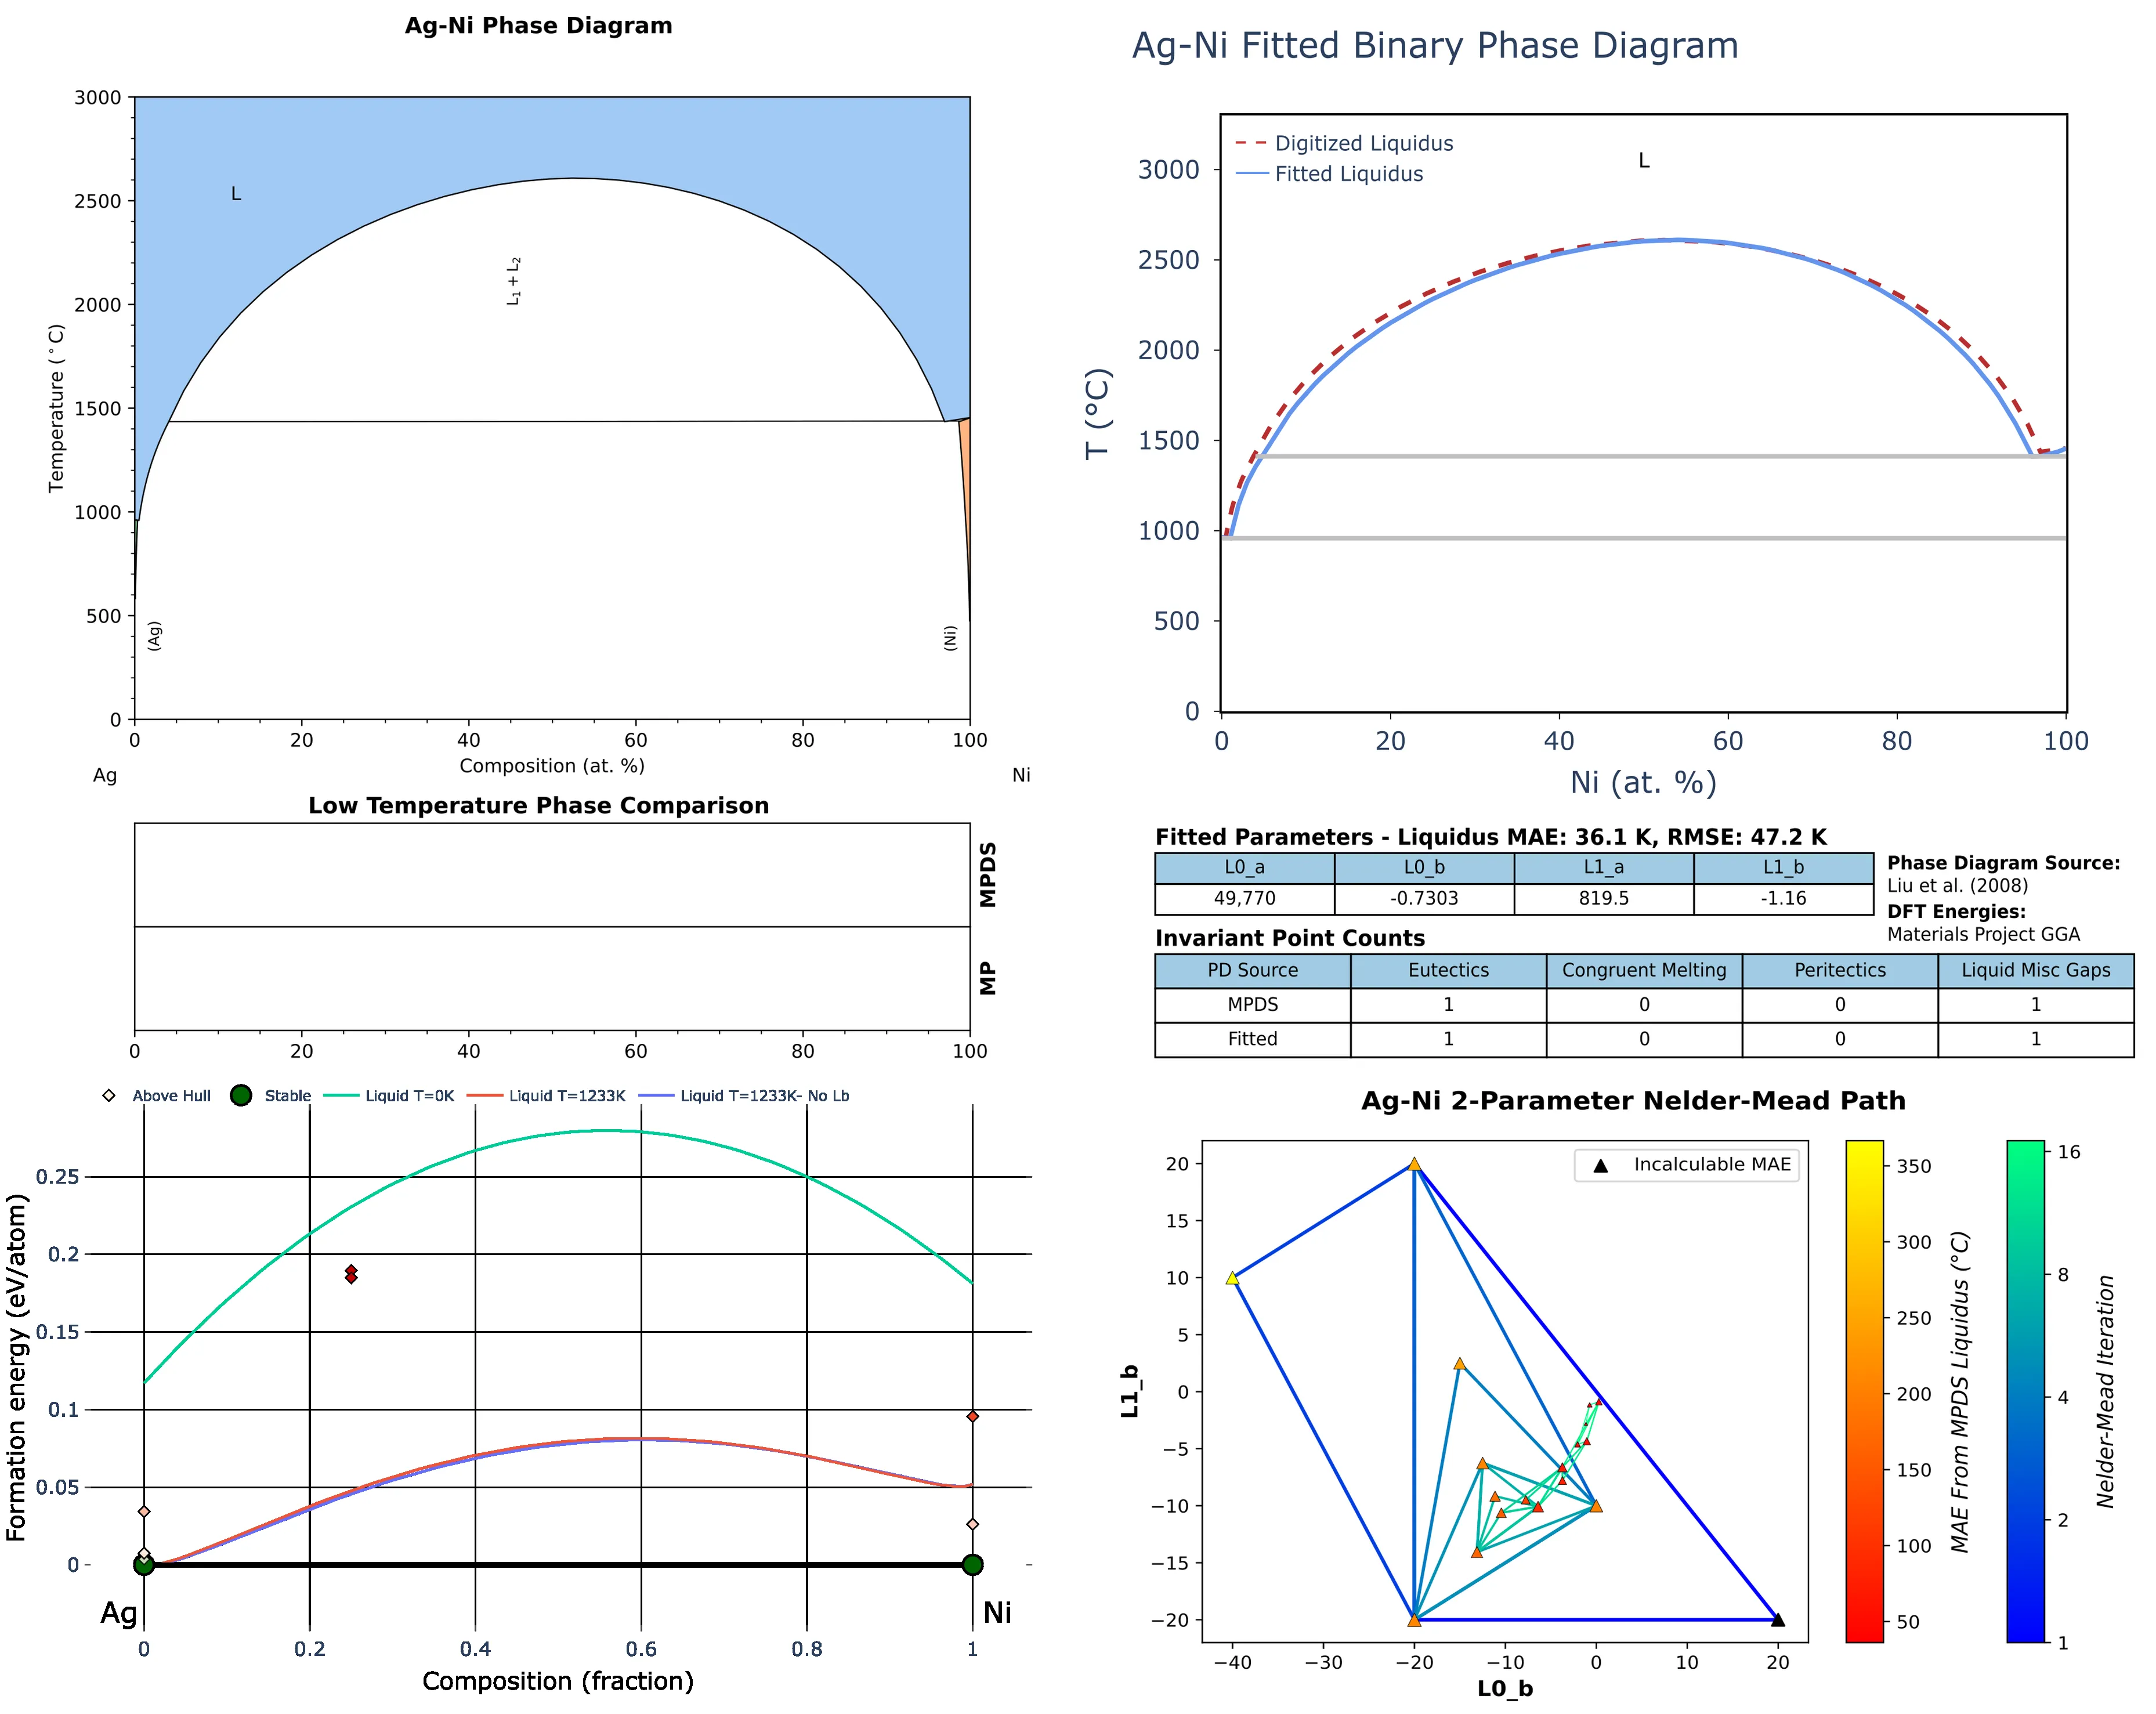 Ag-Ni Phase Diagram
3000
2500
2000
1500
1000
500
0
Temperature (°C)
L
L1 + L2
(Ag)
(Ni)
0 20 40 60 80 100
Composition (at. %)
Ag Ni
Ag-Ni Fitted Binary Phase Diagram
Digitized Liquidus
Fitted Liquidus
L
3000
2500
2000
1500
1000
500
0
T (°C)
0 20 40 60 80 100
Ni (at. %)
Low Temperature Phase Comparison
MPDS
MP
0 20 40 60 80 100
Fitted Parameters - Liquidus MAE: 36.1 K, RMSE: 47.2 K
L0_a L0_b L1_a L1_b
49,770 -0.7303 819.5 -1.16
Phase Diagram Source:
Liu et al. (2008)
DFT Energies:
Materials Project GGA
Invariant Point Counts
PD Source Eutectics Congruent Melting Peritectics Liquid Misc Gaps
MPDS 1 0 0 1
Fitted 1 0 0 1
Above Hull Stable Liquid T=0K Liquid T=1233K Liquid T=1233K- No Lb
0.25
0.2
0.15
0.1
0.05
0
Formation energy (eV/atom)
Ag Ni
0 0.2 0.4 0.6 0.8 1
Composition (fraction)
Ag-Ni 2-Parameter Nelder-Mead Path
Incalculable MAE
20
15
10
5
0
−5
−10
−15
−20
L1_b
−40 −30 −20 −10 0 10 20
L0_b
350
300
250
200
150
100
50
MAE From MPDS Liquidus (°C)
16
8
4
2
1
Nelder-Mead Iteration